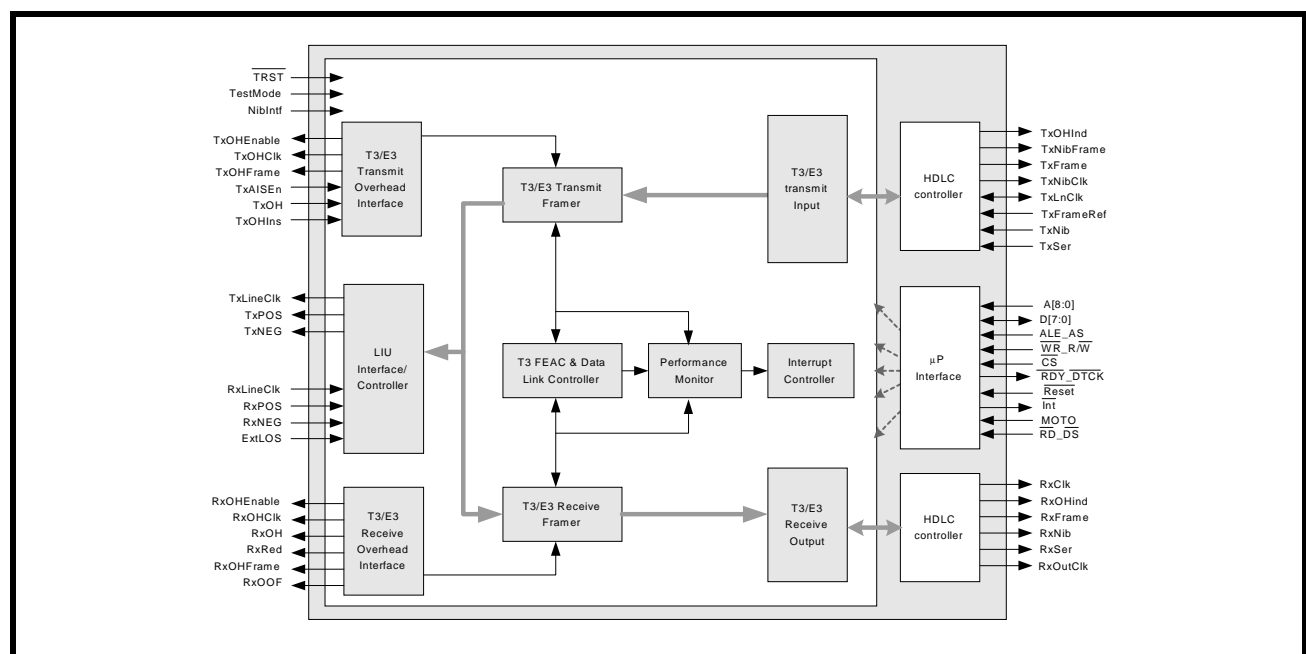 TRST
TestMode
NibIntf
TxOHEnable
TxOHClk
TxOHFrame
TxAISEn
TxOH
TxOHIns
T3/E3
Transmit
Overhead
Interface
T3/E3 Transmit
Framer
T3/E3
transmit
Input
HDLC
controller
TxOHInd
TxNibFrame
TxFrame
TxNibClk
TxLnClk
TxFrameRef
TxNib
TxSer
TxLineClk
TxPOS
TxNEG
RxLineClk
RxPOS
RxNEG
ExtLOS
LIU
Interface/
Controller
T3 FEAC & Data
Link Controller
Performance
Monitor
Interrupt
Controller
µP
Interface
A[8:0]
D[7:0]
ALE_AS
WR_R/W
CS
RDY_DTCK
Reset
Int
MOTO
RD_DS
RxOHEnable
RxOHClk
RxOH
RxRed
RxOHFrame
RxOOF
T3/E3
Receive
Overhead
Interface
T3/E3 Receive
Framer
T3/E3
Receive
Output
HDLC
controller
RxClk
RxOHind
RxFrame
RxNib
RxSer
RxOutClk